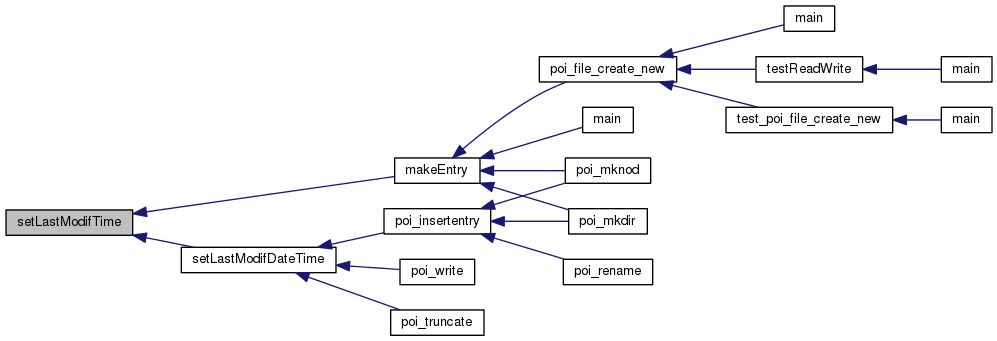 main
poi_file_create_new
testReadWrite
main
main
test_poi_file_create_new
main
makeEntry
poi_mknod
setLastModifTime
poi_insertentry
poi_mkdir
setLastModifDateTime
poi_write
poi_rename
poi_truncate